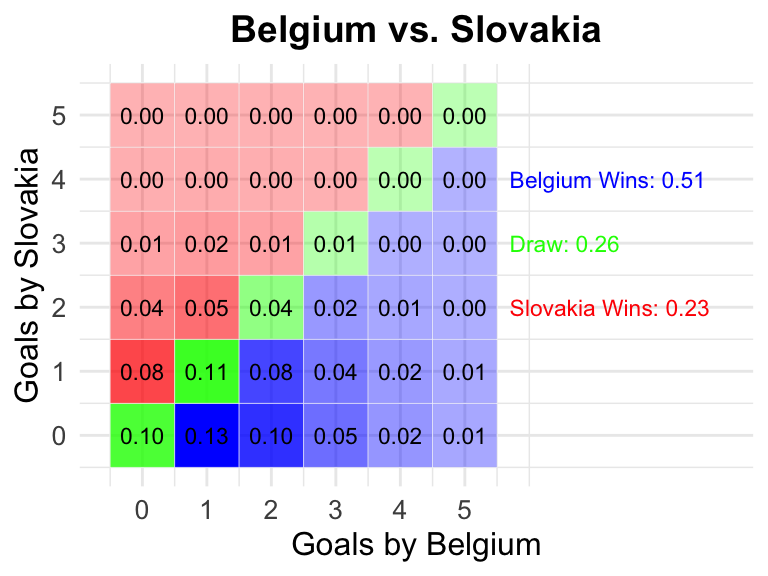 Belgium vs. Slovakia
Goals by Slovakia
5 0.00 0.00 0.00 0.00 0.00 0.00
4 0.00 0.00 0.00 0.00 0.00 0.00 Belgium Wins: 0.51
3 0.01 0.02 0.01 0.01 0.00 0.00 Draw: 0.26
2 0.04 0.05 0.04 0.02 0.01 0.00 Slovakia Wins: 0.23
1 0.08 0.11 0.08 0.04 0.02 0.01
0 0.10 0.13 0.10 0.05 0.02 0.01
0 1 2 3 4 5
Goals by Belgium